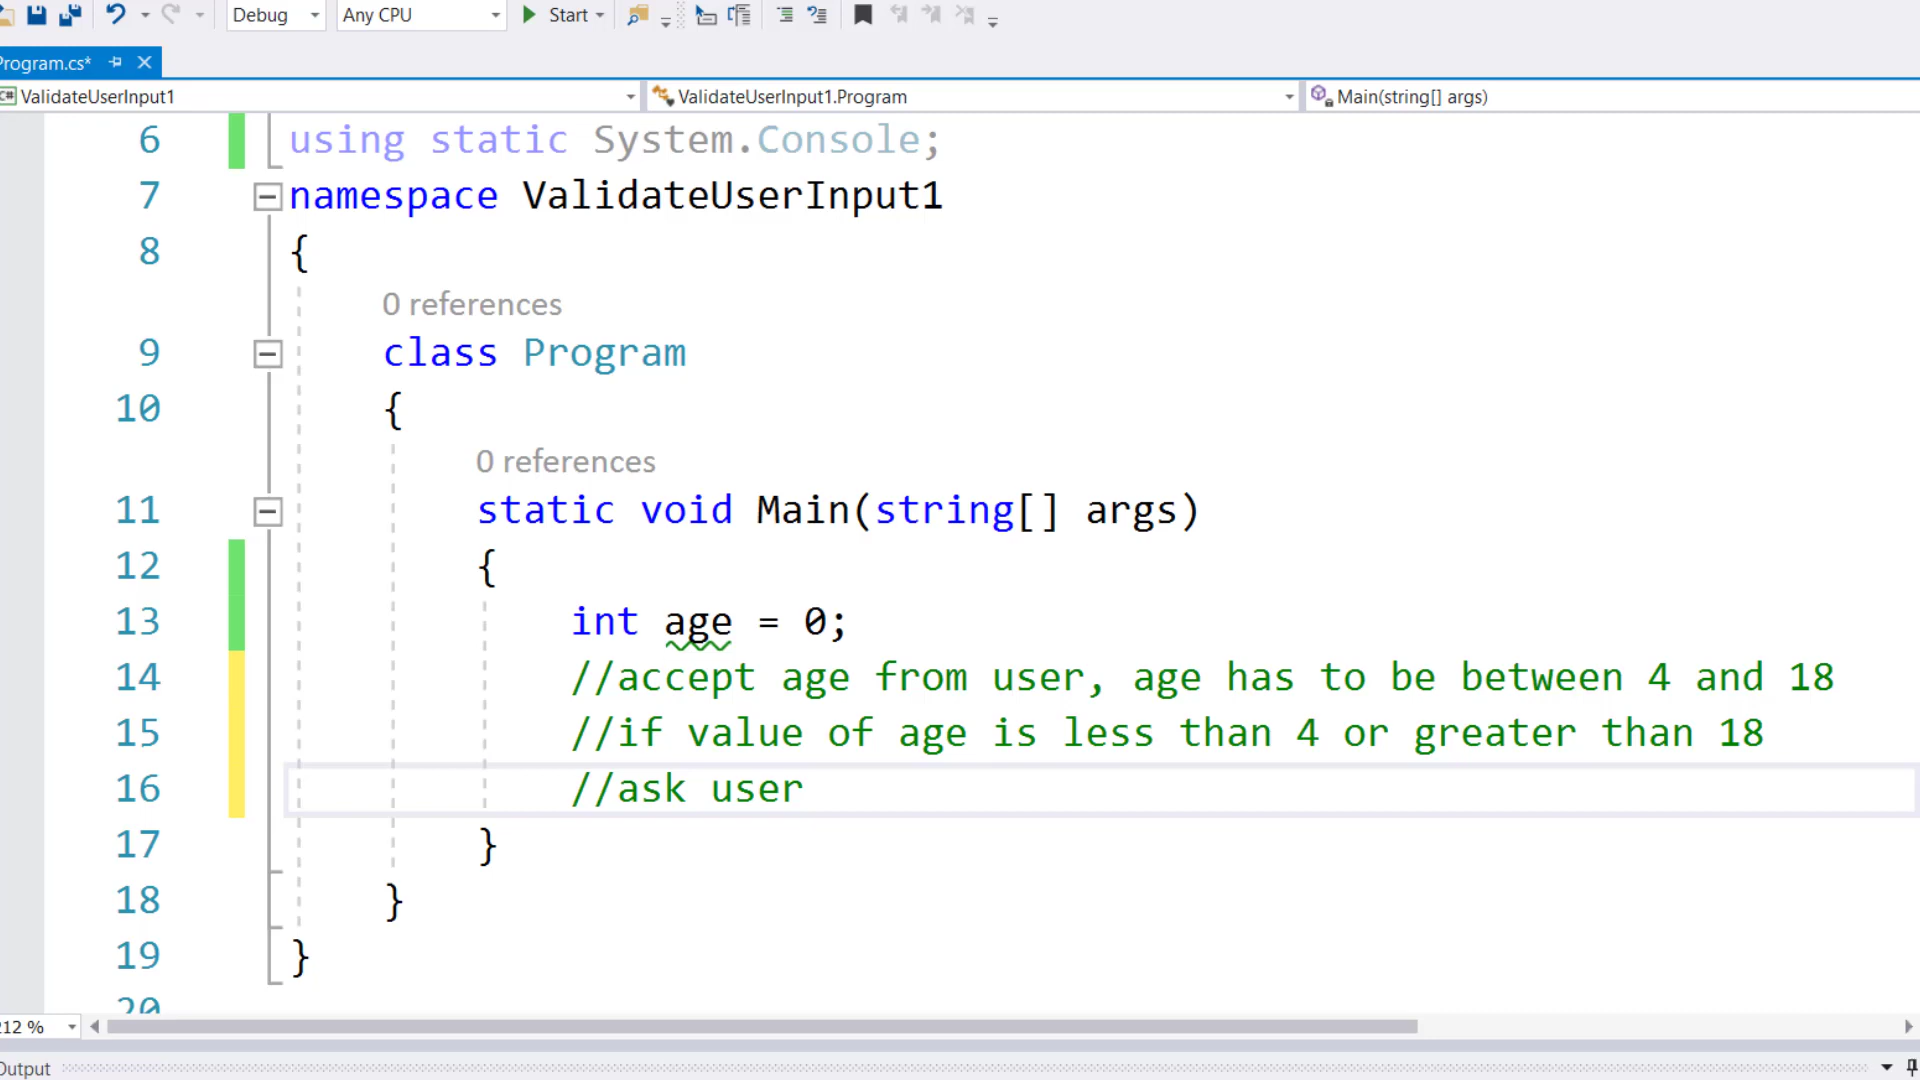 Debug Any CPU Start
Program.cs*
C# ValidateUserInput1 ValidateUserInput1.Program Main(string[] args)
6 using static System.Console;
7 namespace ValidateUserInput1
8 {
0 references
9 class Program
10 {
0 references
11 static void Main(string[] args)
12 {
13 int age = 0;
14 //accept age from user, age has to be between 4 and 18
15 //if value of age is less than 4 or greater than 18
16 //ask user
17 }
18 }
19 }
20
212 %
Output